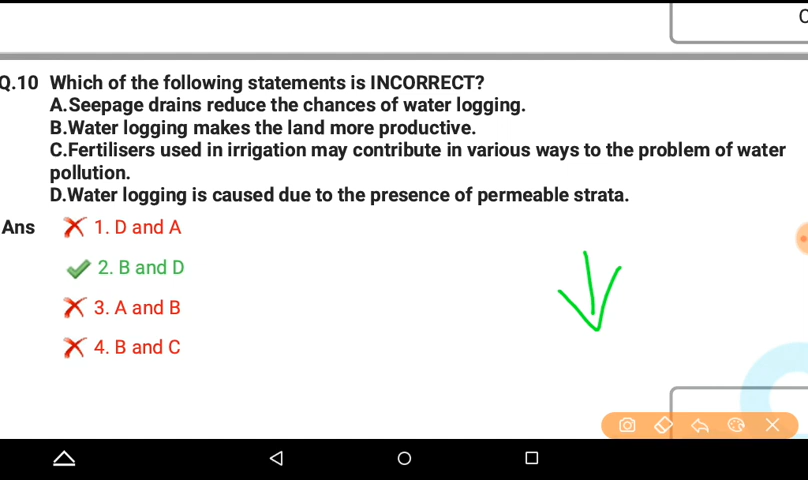 Q.10 Which of the following statements is INCORRECT?
A.Seepage drains reduce the chances of water logging.
B.Water logging makes the land more productive.
C.Fertilisers used in irrigation may contribute in various ways to the problem of water
pollution.
D.Water logging is caused due to the presence of permeable strata.
Ans 1. D and A
2. B and D
3. A and B
4. B and C